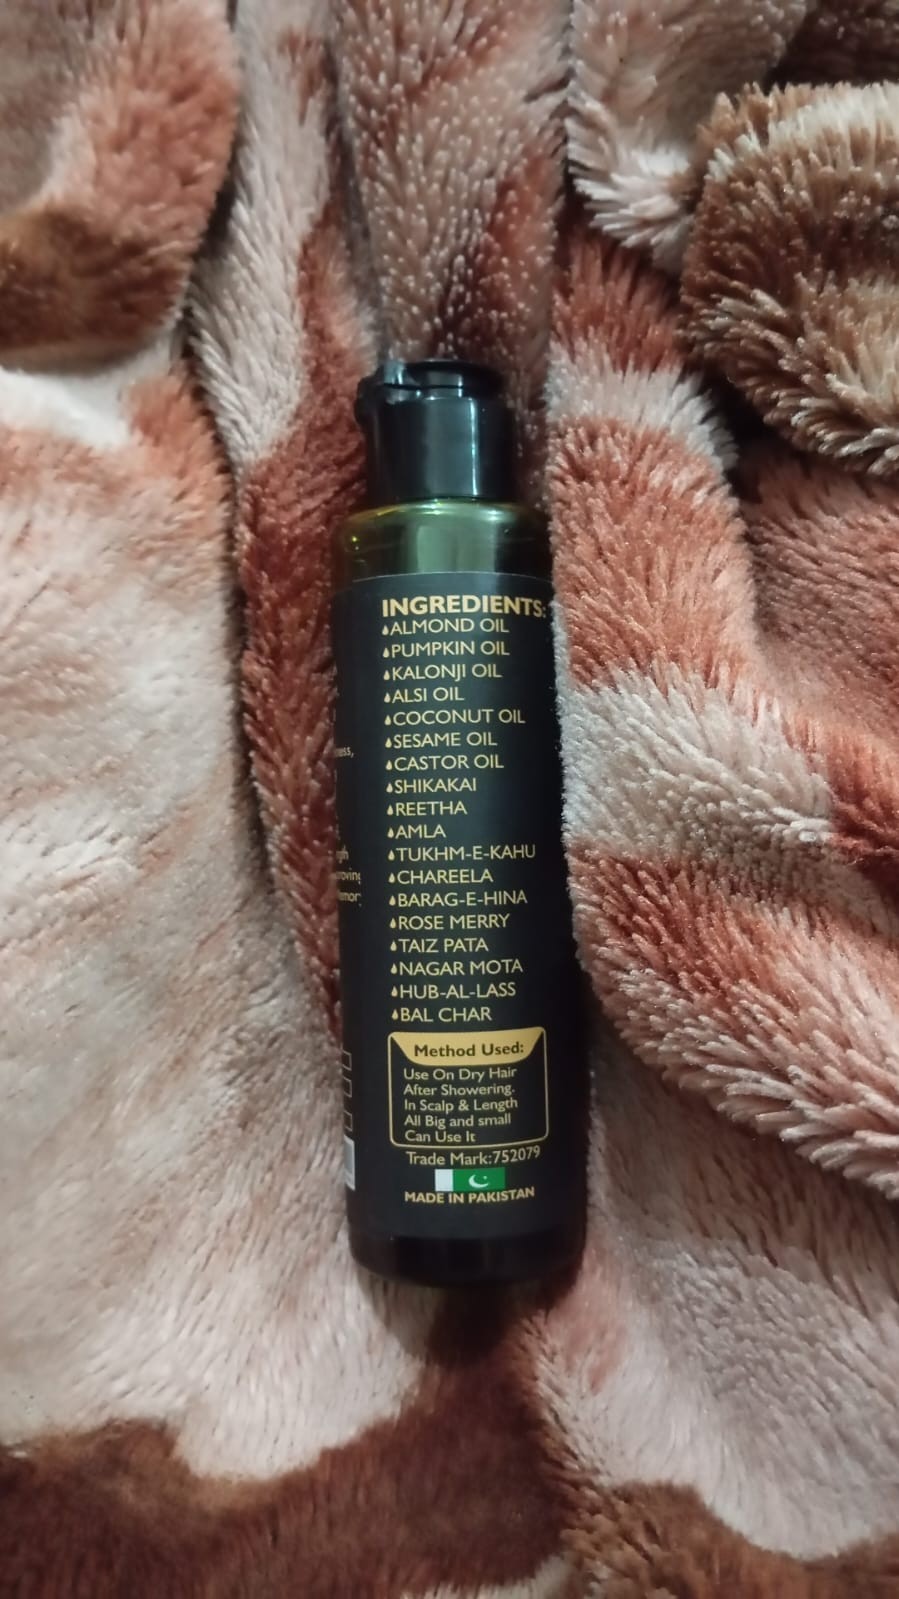 INGREDIENTS:
ALMOND OIL
PUMPKIN OIL
KALONJI OIL
ALSI OIL
COCONUT OIL
SESAME OIL
CASTOR OIL
SHIKAKAI
REETHA
AMLA
TUKHM-E-KAHU
CHAREELA
BARAG-E-HINA
ROSE MERRY
TAIZ PATA
NAGAR MOTA
HUB-AL-LASS
BAL CHAR
Method Used:
Use On Dry Hair
After Showering.
In Scalp & Length
All Big and small
Can Use It
Trade Mark:752079
MADE IN PAKISTAN